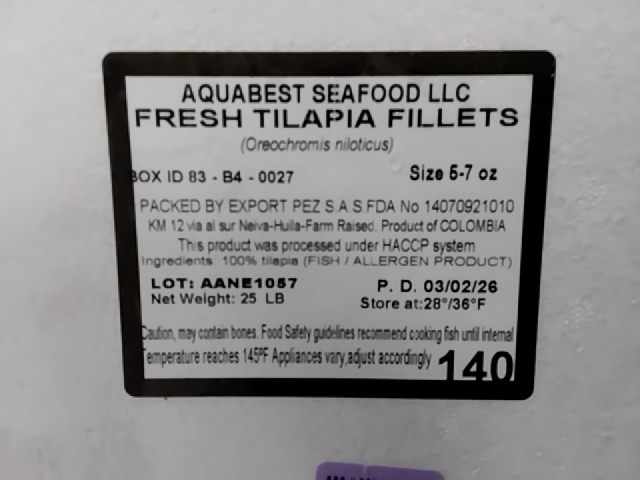 AQUABEST SEAFOOD LLC
FRESH TILAPIA FILLETS
(Oreochromis niloticus)
BOX ID 83 - B4 - 0027 Size 5-7 oz
PACKED BY EXPORT PEZ S.A.S.FDA No 14070921010
KM 12 via al sur Neiva-Huila-Farm Raised. Product of COLOMBIA
This product was processed under HACCP system
Ingredients: 100% tilapia (FISH / ALLERGEN PRODUCT)
LOT: AANE1057 P. D. 03/02/26
Net Weight: 25 LB Store at:28°/36°F
Caution, may contain bones. Food Safety guidelines recommend cooking fish until internal
Temperature reaches 145ºF Appliances vary,adjust accordingly 140